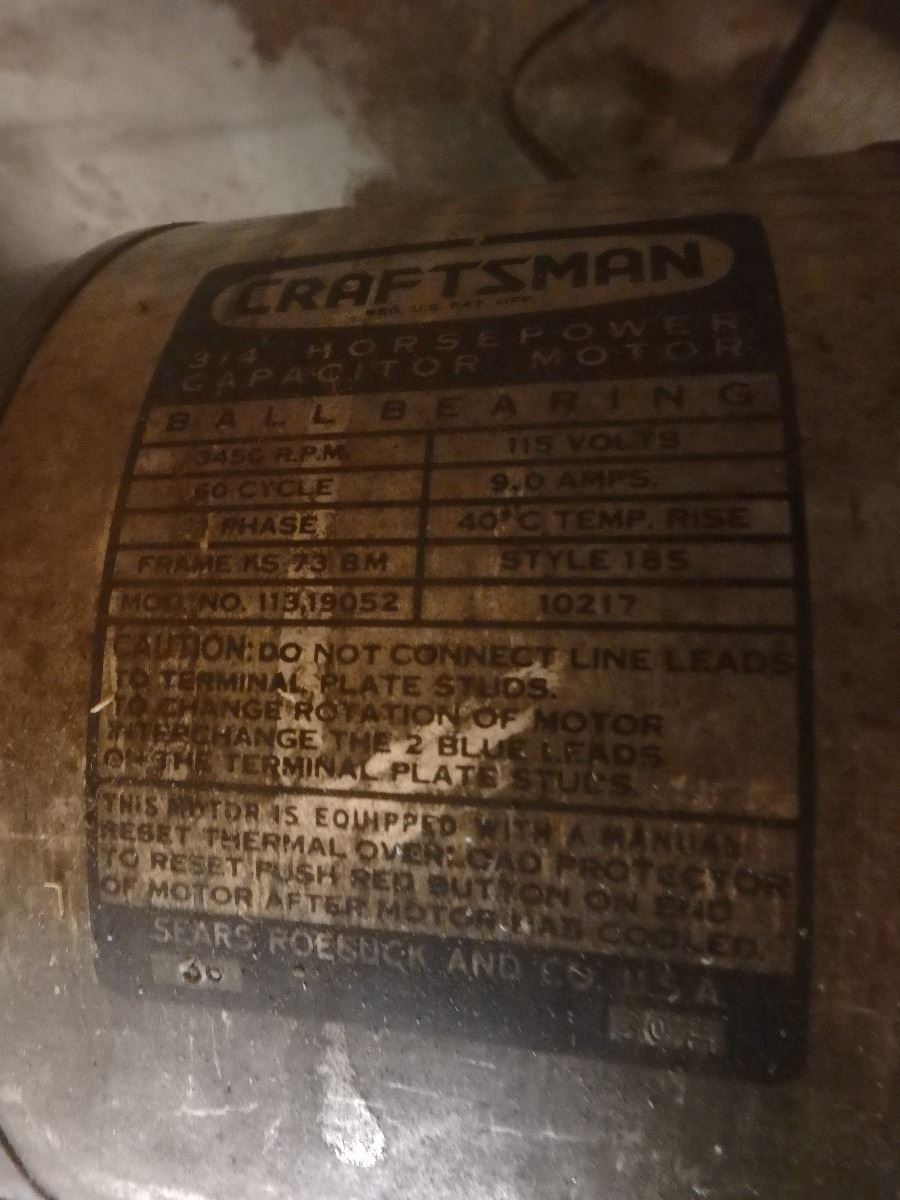 CRAFTSMAN
REG. U.S. PAT. OFF.
3/4 HORSEPOWER
CAPACITOR MOTOR
BALL BEARING
3450 R.P.M. 115 VOLTS
60 CYCLE 9.0 AMPS.
1 PHASE 40°C TEMP. RISE
FRAME KS 73 BM STYLE 185
MOD. NO. 113.19052 10217
CAUTION: DO NOT CONNECT LINE LEADS
TO TERMINAL PLATE STUDS.
TO CHANGE ROTATION OF MOTOR
INTERCHANGE THE 2 BLUE LEADS
ON THE TERMINAL PLATE STUDS.
THIS MOTOR IS EQUIPPED WITH A MANUAL
RESET THERMAL OVERLOAD PROTECTOR
TO RESET PUSH RED BUTTON ON END
OF MOTOR AFTER MOTOR HAS COOLED.
SEARS ROEBUCK AND CO. U.S.A.